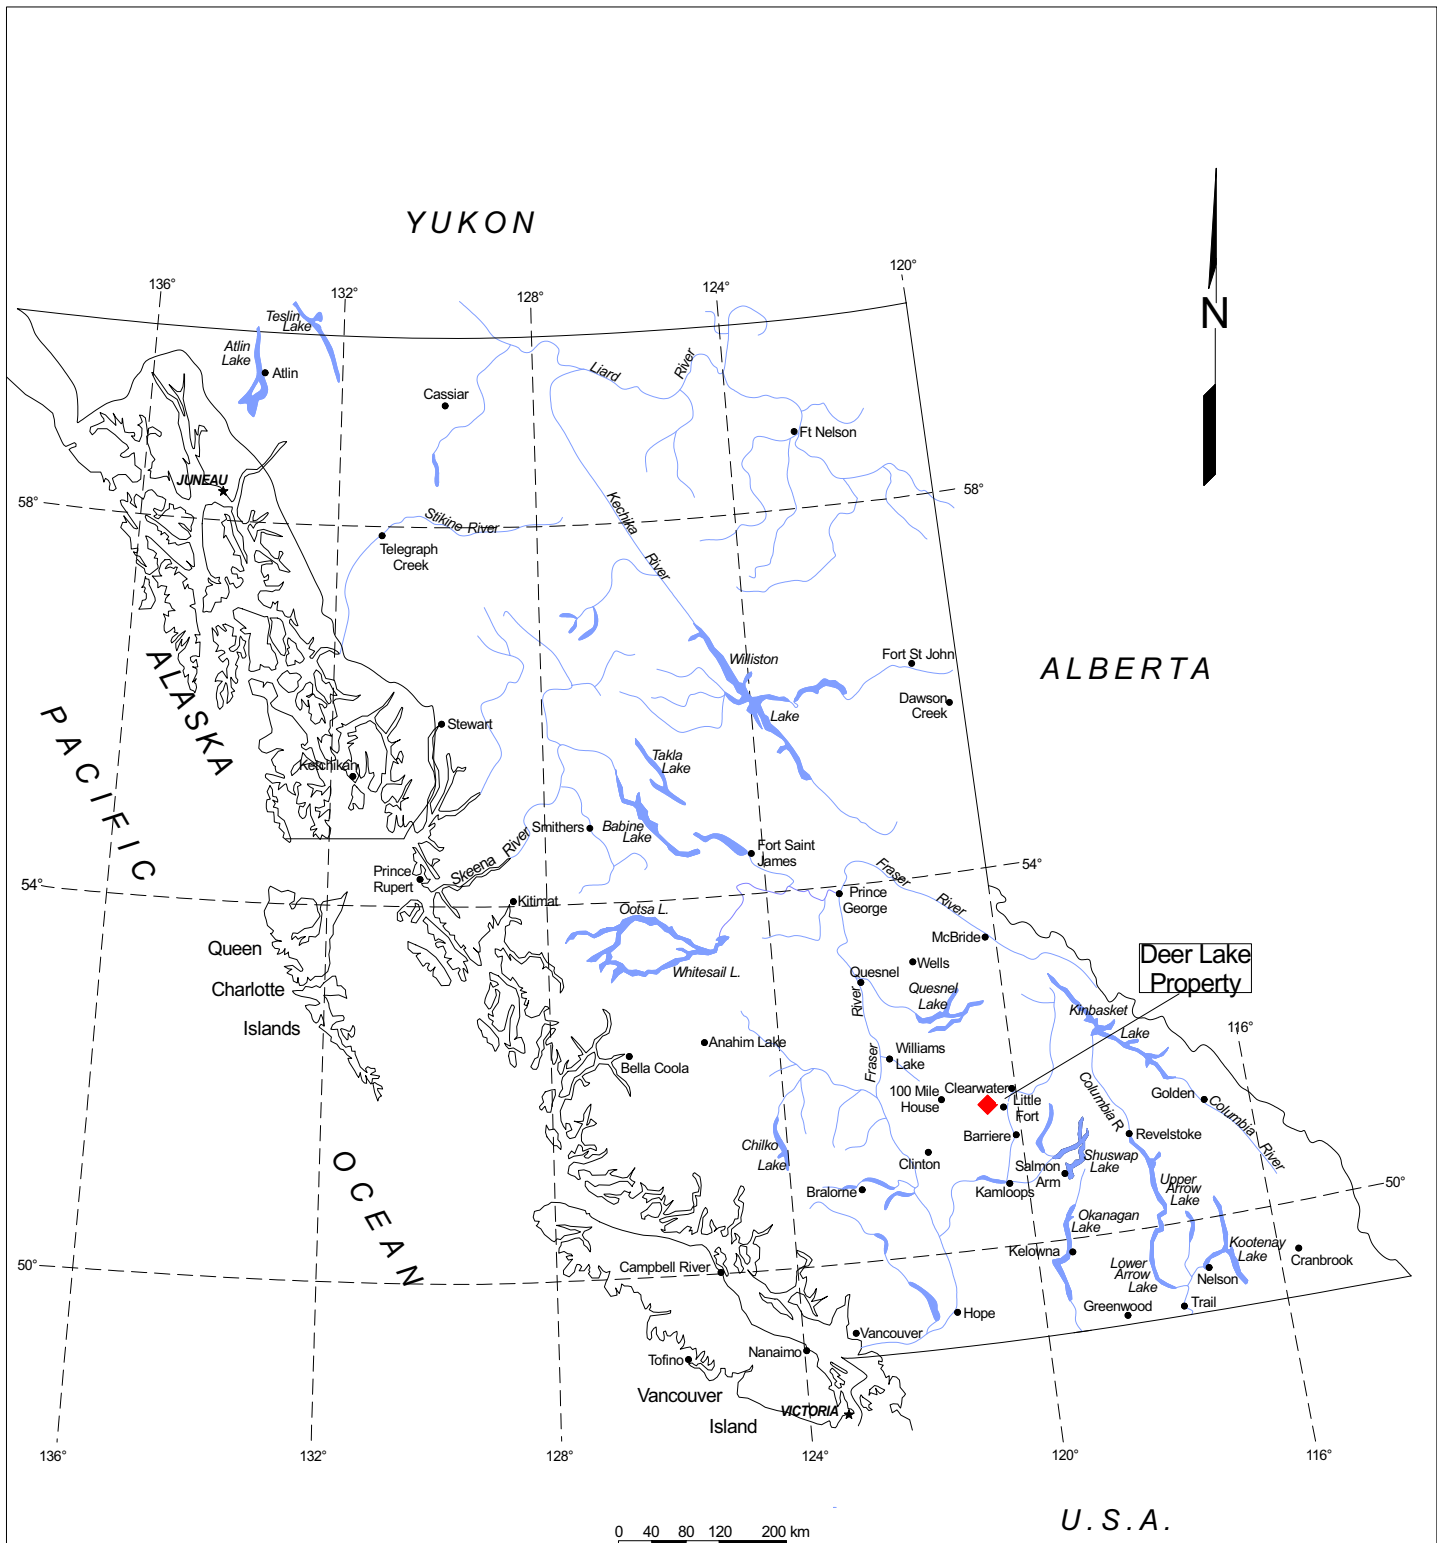 YUKON
136°
132°
128°
124°
120°
Teslin
Lake
Atlin
Lake
Atlin
Cassiar
Liard
River
Ft Nelson
N
JUNEAU
58°
58°
Kechika
River
Stikine River
Telegraph
Creek
ALASKA
PACIFIC
OCEAN
Williston
Lake
Fort St John
Dawson
Creek
ALBERTA
Stewart
Ketchikan
Takla
Lake
Babine
Lake
Smithers
Skeena River
Fort Saint
James
Prince
Rupert
54°
54°
Kitimat
Ootsa L.
Whitesail L.
Fraser
River
Prince
George
McBride
Wells
Quesnel
Quesnel
Lake
River
Fraser
Queen
Charlotte
Islands
Deer Lake
Property
Kinbasket
Lake
116°
Anahim Lake
Bella Coola
Williams
Lake
100 Mile
House
Clearwater
Little
Fort
Barriere
Columbia R
Golden
Columbia
River
Revelstoke
Chilko
Lake
Clinton
Salmon
Arm
Shuswap
Lake
Bralorne
Kamloops
Upper
Arrow
Lake
50°
50°
Okanagan
Lake
Kelowna
Kootenay
Lake
Cranbrook
Campbell River
Lower
Arrow
Lake
Nelson
Trail
Greenwood
Hope
Vancouver
Nanaimo
Tofino
Vancouver
Island
VICTORIA
136°
132°
128°
124°
120°
116°
U.S.A.
0 40 80 120 200 km